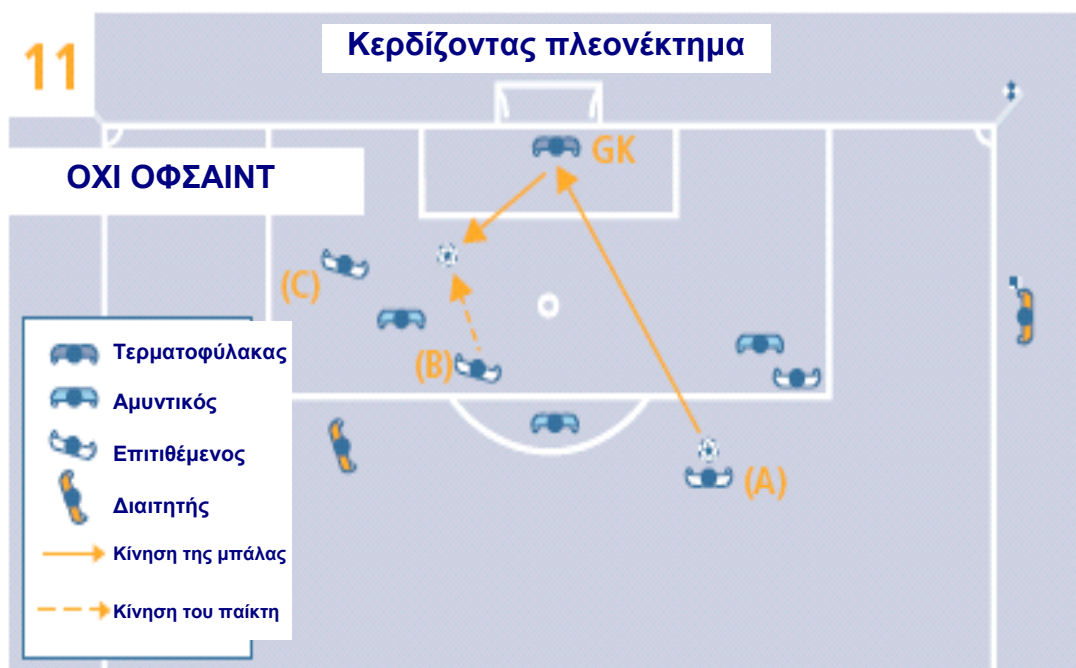 11
Κερδίζοντας πλεονέκτημα
GK
ΟΧΙ ΟΦΣΑΙΝΤ
(C)
(B)
(A)
Τερματοφύλακας
Αμυντικός
Επιτιθέμενος
Διαιτητής
Κίνηση της μπάλας
Κίνηση του παίκτη